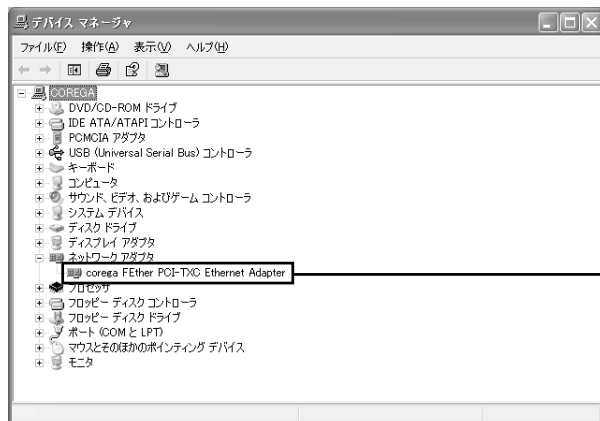 デバイス マネージャ
ファイル(F) 操作(A) 表示(V) ヘルプ(H)
COREGA
DVD/CD-ROM ドライブ
IDE ATA/ATAPI コントローラ
PCMCIA アダプタ
USB (Universal Serial Bus) コントローラ
キーボード
コンピュータ
サウンド、ビデオ、およびゲーム コントローラ
システム デバイス
ディスク ドライブ
ディスプレイ アダプタ
ネットワーク アダプタ
corega FEther PCI-TXC Ethernet Adapter
プロセッサ
フロッピー ディスク コントローラ
フロッピー ディスク ドライブ
ポート (COM と LPT)
マウスとそのほかのポインティング デバイス
モニタ